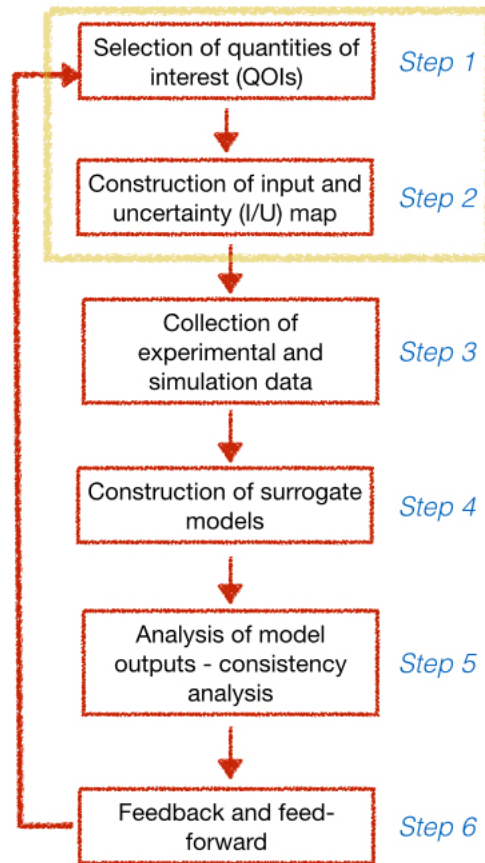 Selection of quantities of
interest (QOIs)
Step 1
Construction of input and
uncertainty (I/U) map
Step 2
Collection of
experimental and
simulation data
Step 3
Construction of surrogate
models
Step 4
Analysis of model
outputs - consistency
analysis
Step 5
Feedback and feed-
forward
Step 6